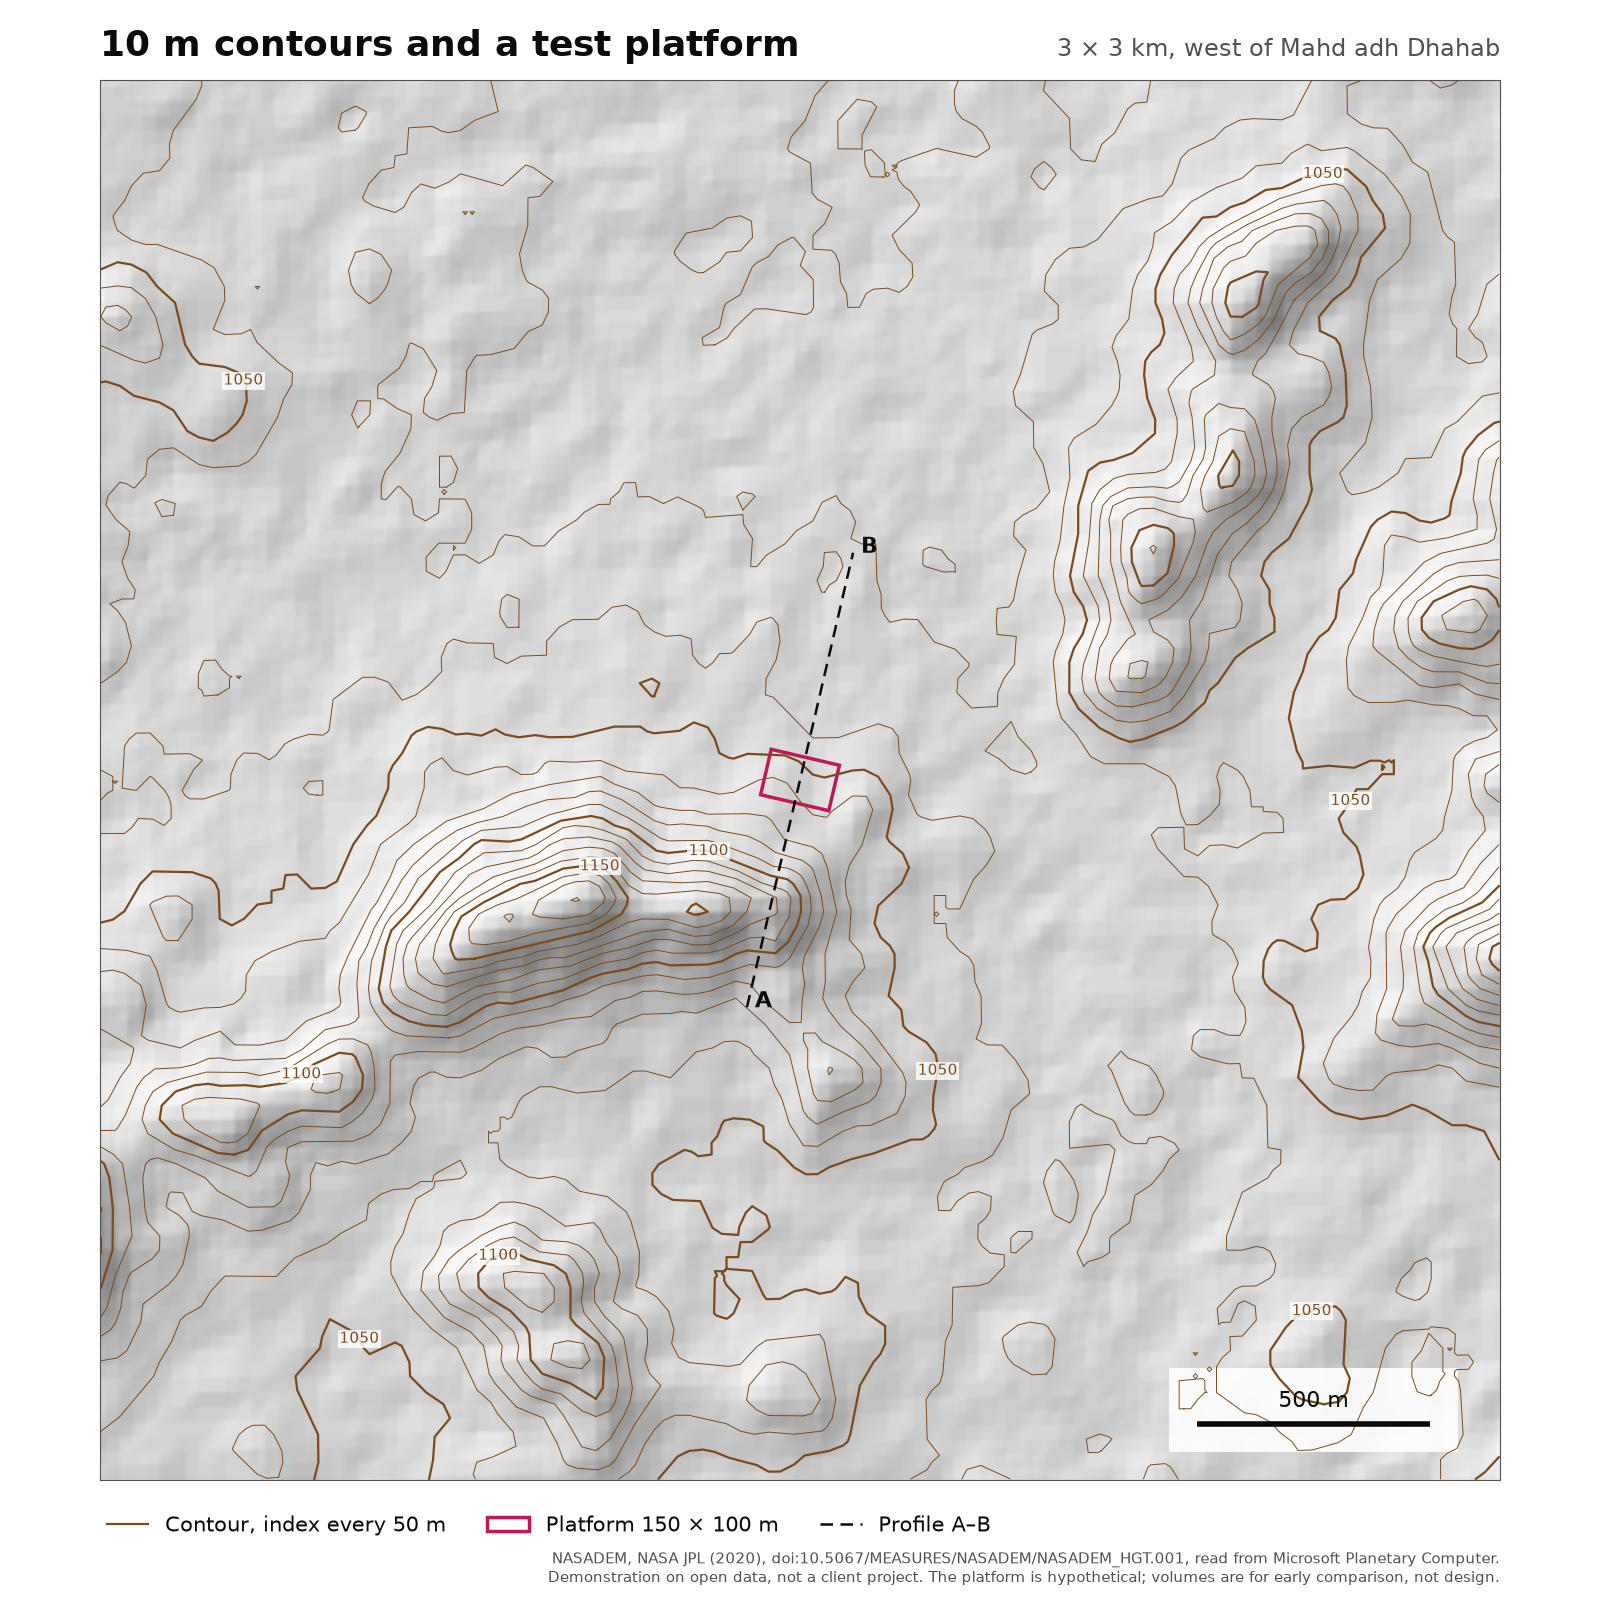 10 m contours and a test platform
3 × 3 km, west of Mahd adh Dhahab
1050
1050
B
1050
1100
1150
A
1050
1100
1100
1050
1050
500 m
Contour, index every 50 m
Platform 150 × 100 m
Profile A–B
NASADEM, NASA JPL (2020), doi:10.5067/MEASURES/NASADEM/NASADEM_HGT.001, read from Microsoft Planetary Computer.
Demonstration on open data, not a client project. The platform is hypothetical; volumes are for early comparison, not design.